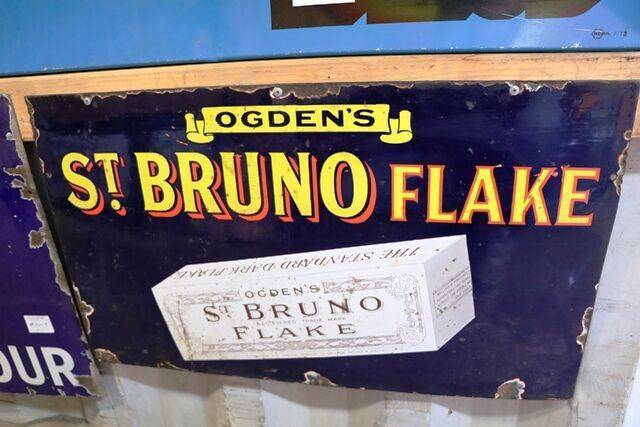 OGDEN'S
ST BRUNO FLAKE
THE STANDARD DARK FLAKE
OGDEN'S
ST BRUNO
REGISTERED TRADE MARK
FLAKE
OUR